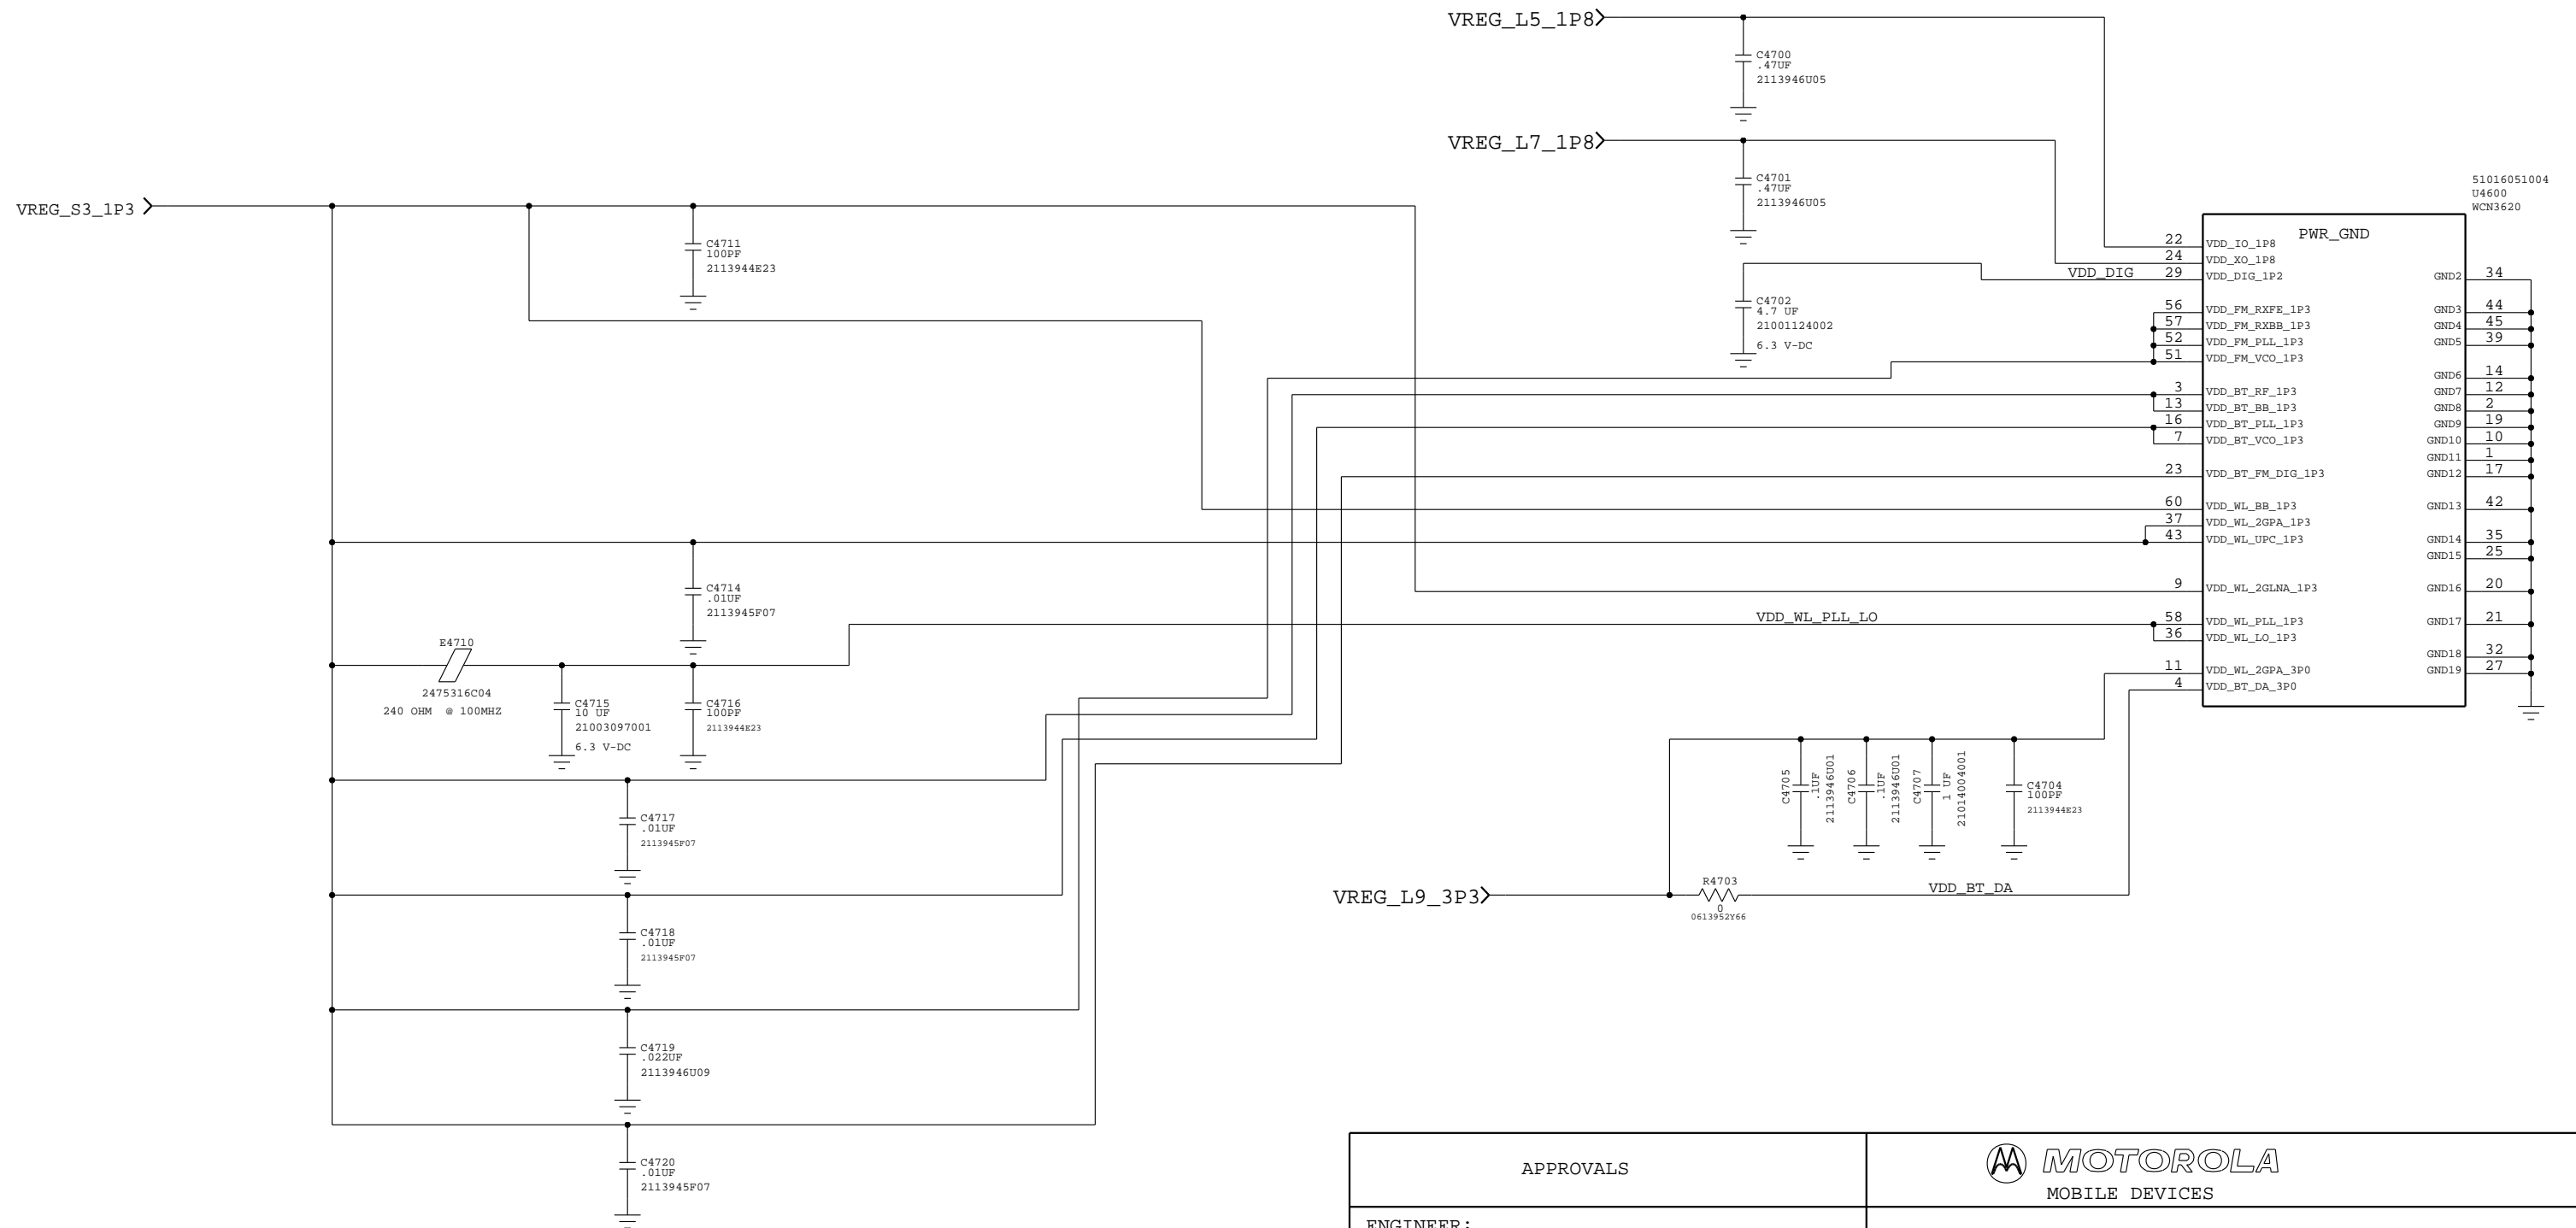 VREG_L5_1P8
C4700
.47UF
2113946U05
VREG_L7_1P8
C4701
.47UF
2113946U05
VREG_S3_1P3
C4711
100PF
2113944E23
51016051004
U4600
WCN3620
PWR_GND
22 VDD_IO_1P8
24 VDD_XO_1P8
VDD_DIG 29 VDD_DIG_1P2
C4702
4.7 UF
21001124002
6.3 V-DC
56 VDD_FM_RXFE_1P3
57 VDD_FM_RXBB_1P3
52 VDD_FM_PLL_1P3
51 VDD_FM_VCO_1P3
3 VDD_BT_RF_1P3
13 VDD_BT_BB_1P3
16 VDD_BT_PLL_1P3
7 VDD_BT_VCO_1P3
23 VDD_BT_FM_DIG_1P3
60 VDD_WL_BB_1P3
37 VDD_WL_2GPA_1P3
43 VDD_WL_UPC_1P3
9 VDD_WL_2GLNA_1P3
VDD_WL_PLL_LO 58 VDD_WL_PLL_1P3
36 VDD_WL_LO_1P3
11 VDD_WL_2GPA_3P0
4 VDD_BT_DA_3P0
GND2 34
GND3 44
GND4 45
GND5 39
GND6 14
GND7 12
GND8 2
GND9 19
GND10 10
GND11 1
GND12 17
GND13 42
GND14 35
GND15 25
GND16 20
GND17 21
GND18 32
GND19 27
C4714
.01UF
2113945F07
E4710
2475316C04
240 OHM @ 100MHZ
C4715
10 UF
21003097001
6.3 V-DC
C4716
100PF
2113944E23
C4717
.01UF
2113945F07
C4718
.01UF
2113945F07
C4719
.022UF
2113946U09
C4720
.01UF
2113945F07
C4705
.1UF
2113946U01
C4706
.1UF
2113946U01
C4707
1 UF
21014004001
C4704
100PF
2113944E23
VREG_L9_3P3
R4703
0
0613952Y66
VDD_BT_DA
APPROVALS
MOTOROLA
MOBILE DEVICES
ENGINEER: